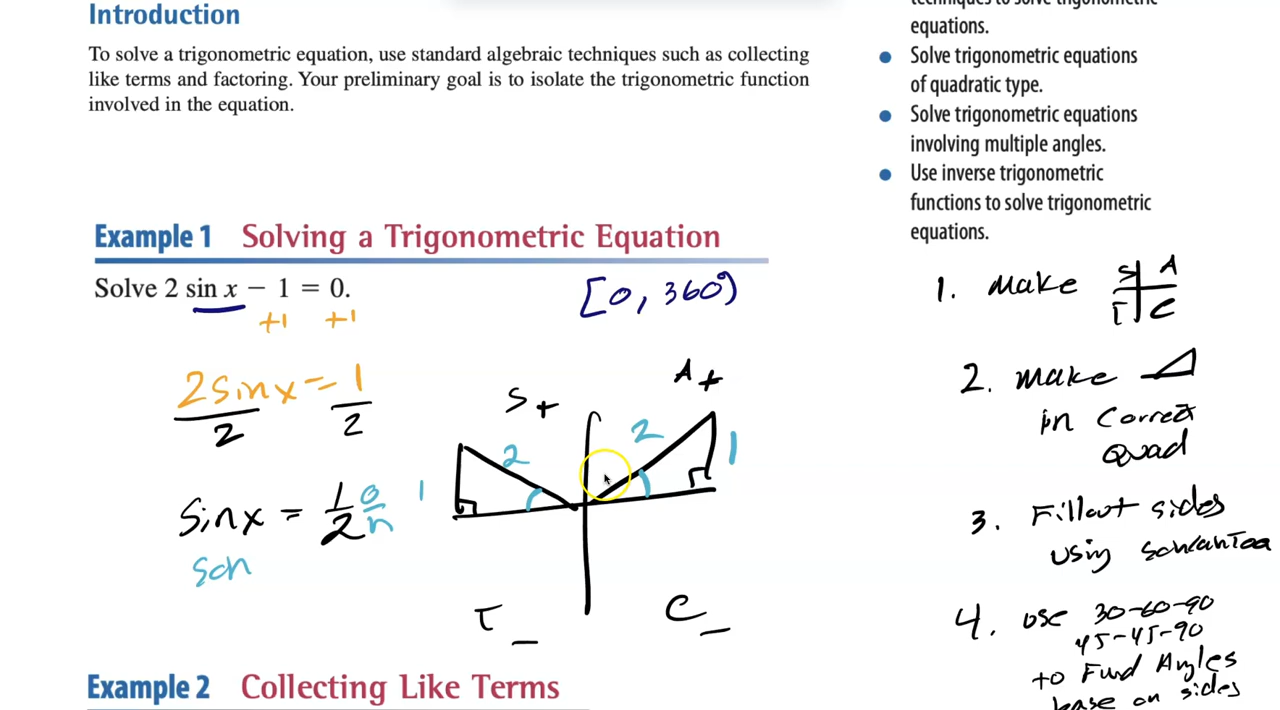 Introduction
To solve a trigonometric equation, use standard algebraic techniques such as collecting
like terms and factoring. Your preliminary goal is to isolate the trigonometric function
involved in the equation.
Example 1 Solving a Trigonometric Equation
Solve 2 sin x − 1 = 0.
[0, 360°)
+1 +1
2sinx = 1
2 2
sinx = 1/2 o/h
soh
S +
A +
2
2
1
1
T −
C −
Example 2 Collecting Like Terms
techniques to solve trigonometric
equations.
• Solve trigonometric equations
of quadratic type.
• Solve trigonometric equations
involving multiple angles.
• Use inverse trigonometric
functions to solve trigonometric
equations.
1. Make S A
T C
2. Make
in Correct
Quad
3. Fillout sides
using sohcahToa
4. Use 30-60-90
45-45-90
to Find Angles
base on sides